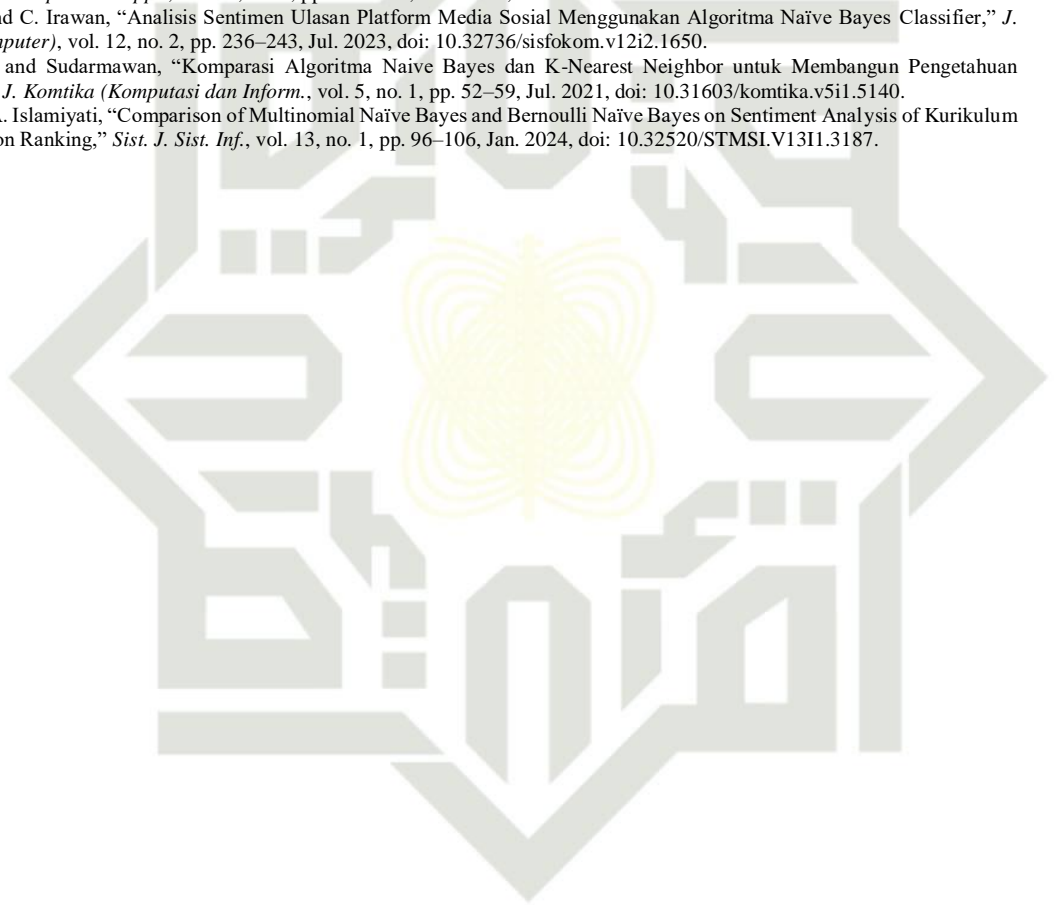 nd C. Irawan, “Analisis Sentimen Ulasan Platform Media Sosial Menggunakan Algoritma Naïve Bayes Classifier,” J.
nputer), vol. 12, no. 2, pp. 236–243, Jul. 2023, doi: 10.32736/sisfokom.v12i2.1650.
and Sudarmawan, “Komparasi Algoritma Naive Bayes dan K-Nearest Neighbor untuk Membangun Pengetahuan
J. Komtika (Komputasi dan Inform., vol. 5, no. 1, pp. 52–59, Jul. 2021, doi: 10.31603/komtika.v5i1.5140.
A. Islamiyati, “Comparison of Multinomial Naïve Bayes and Bernoulli Naïve Bayes on Sentiment Analysis of Kurikulum
on Ranking,” Sist. J. Sist. Inf., vol. 13, no. 1, pp. 96–106, Jan. 2024, doi: 10.32520/STMSI.V13I1.3187.